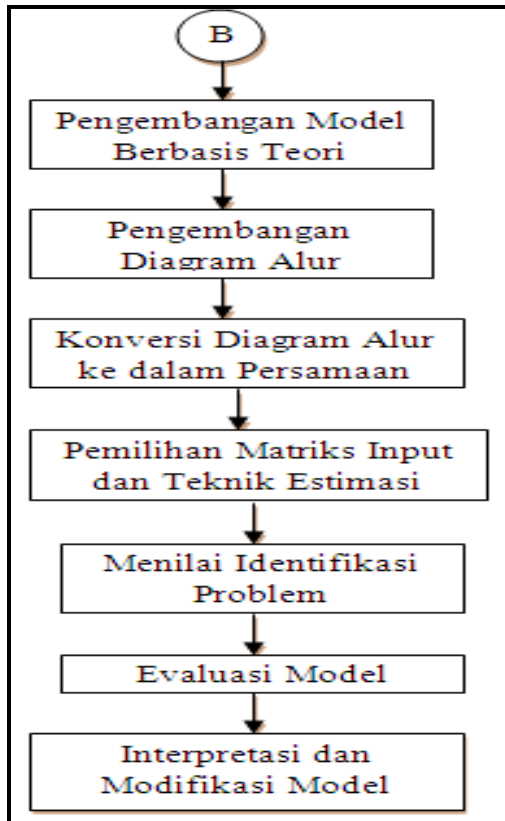 B
Pengembangan Model
Berbasis Teori
Pengembangan
Diagram Alur
Konversi Diagram Alur
ke dalam Persamaan
Pemilihan Matriks Input
dan Teknik Estimasi
Menilai Identifikasi
Problem
Evaluasi Model
Interpretasi dan
Modifikasi Model